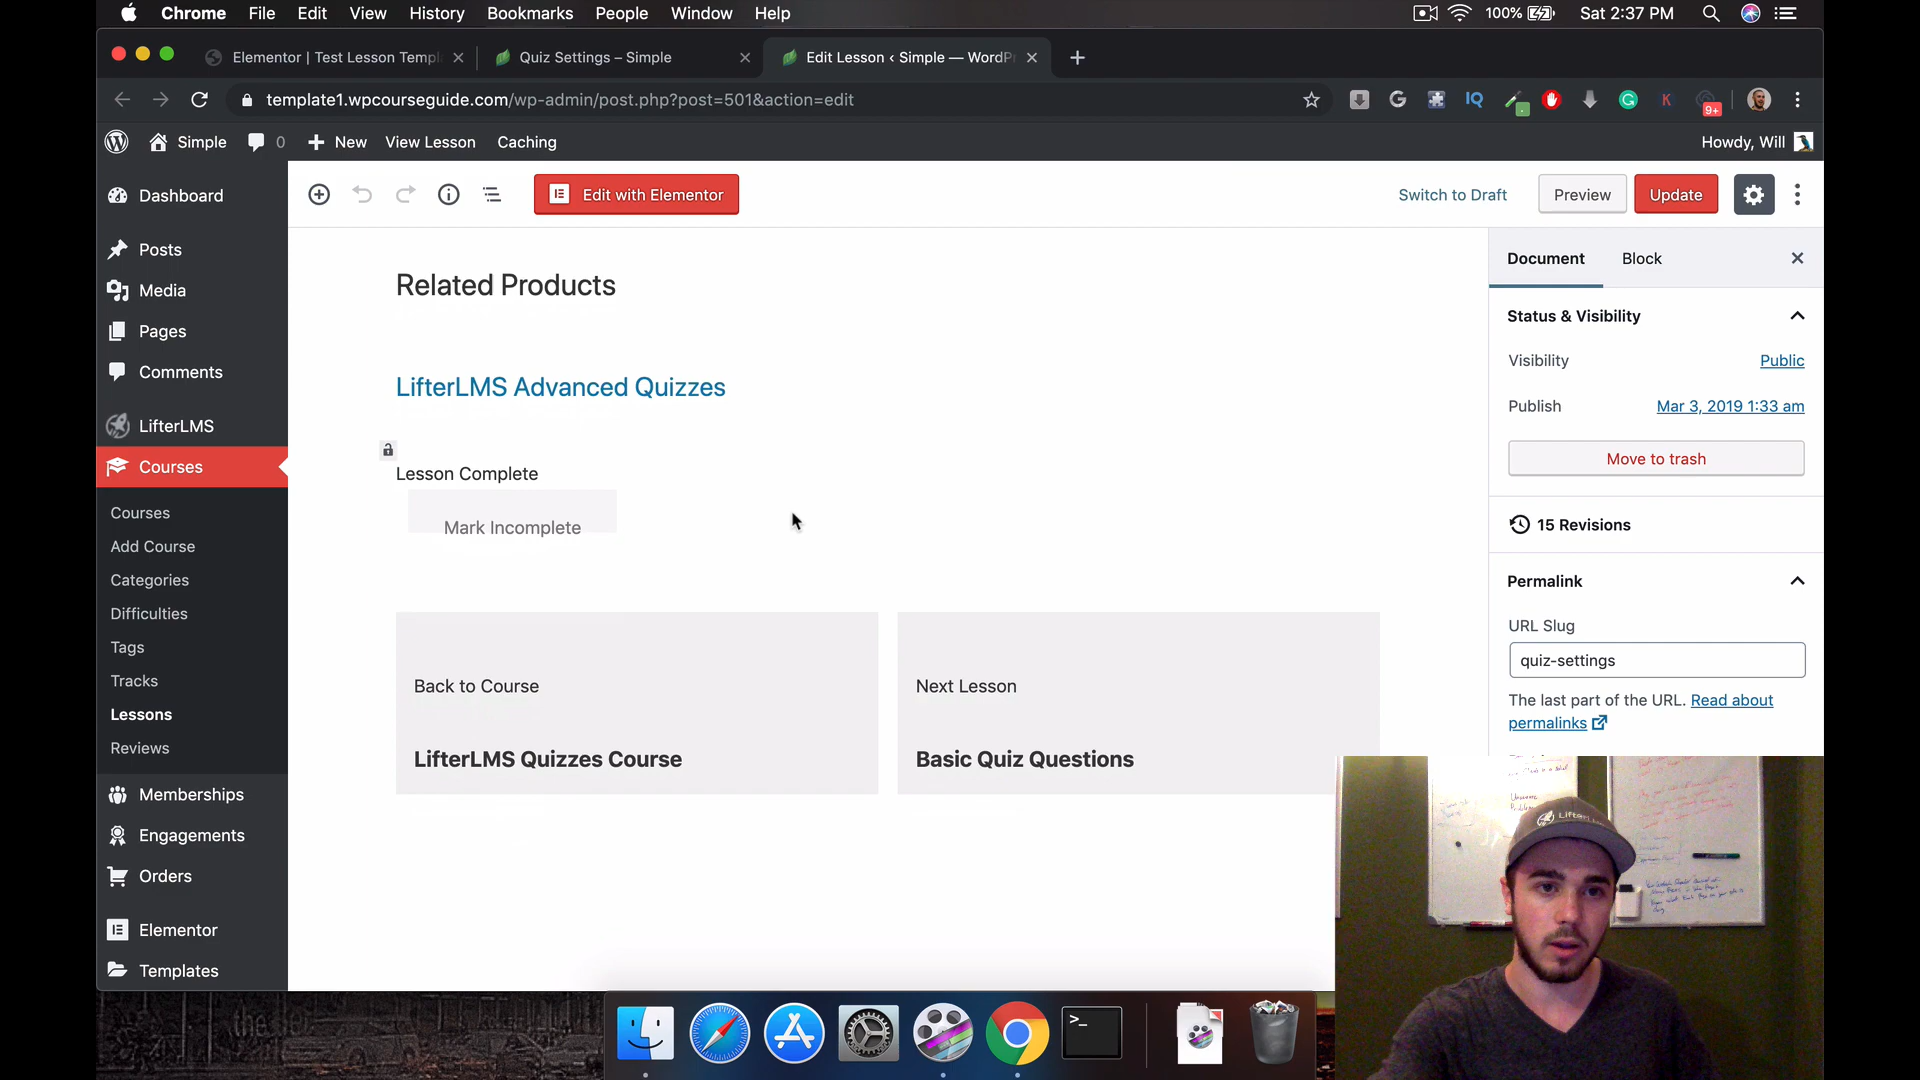 Chrome File Edit View History Bookmarks People Window Help 100% Sat 2:37 PM
Elementor | Test Lesson Templ
Quiz Settings – Simple
Edit Lesson ‹ Simple — WordPr
template1.wpcourseguide.com/wp-admin/post.php?post=501&action=edit
9+
Simple 0 New View Lesson Caching Howdy, Will
Dashboard
Posts
Media
Pages
Comments
LifterLMS
Courses
Courses
Add Course
Categories
Difficulties
Tags
Tracks
Lessons
Reviews
Memberships
Engagements
Orders
Elementor
Templates
Edit with Elementor
Switch to Draft
Preview
Update
Related Products
LifterLMS Advanced Quizzes
Lesson Complete
Mark Incomplete
Back to Course
LifterLMS Quizzes Course
Next Lesson
Basic Quiz Questions
Document
Block
Status & Visibility
Visibility Public
Publish Mar 3, 2019 1:33 am
Move to trash
15 Revisions
Permalink
URL Slug
quiz-settings
The last part of the URL. Read about
permalinks